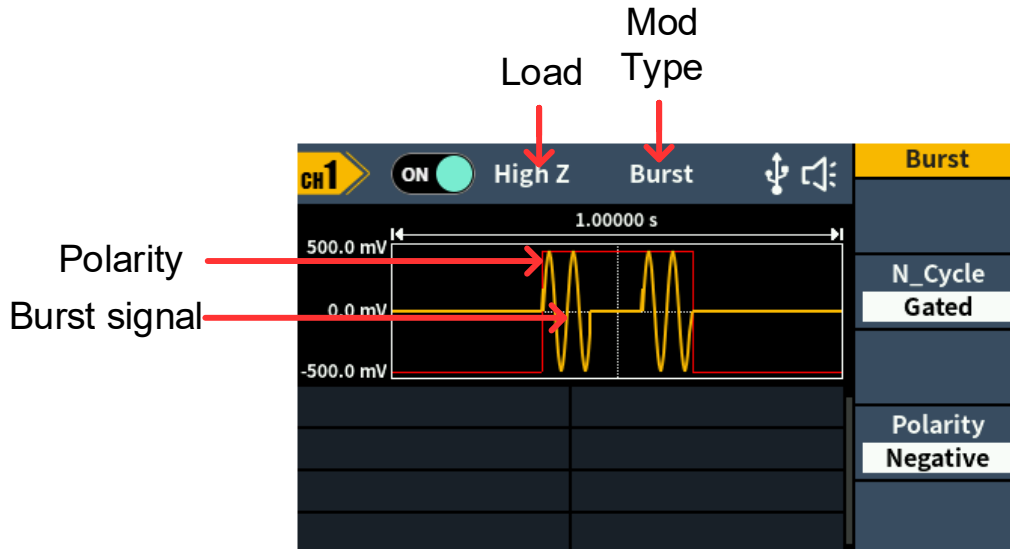 Mod
Type
Load
CH1
ON
High Z
Burst
Burst
1.00000 s
500.0 mV
Polarity
N_Cycle
Gated
Burst signal
0.0 mV
-500.0 mV
Polarity
Negative